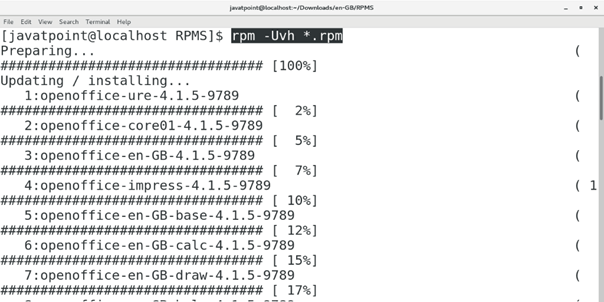 javatpoint@localhost:~/Downloads/en-GB/RPMS
File Edit View Search Terminal Help
[javatpoint@localhost RPMS]$ rpm -Uvh *.rpm
Preparing... (
################################# [100%]
Updating / installing...
1:openoffice-ure-4.1.5-9789 (
################################# [ 2%]
2:openoffice-core01-4.1.5-9789 (
################################# [ 5%]
3:openoffice-en-GB-4.1.5-9789 (
################################# [ 7%]
4:openoffice-impress-4.1.5-9789 ( 1
################################# [ 10%]
5:openoffice-en-GB-base-4.1.5-9789 (
################################# [ 12%]
6:openoffice-en-GB-calc-4.1.5-9789 (
################################# [ 15%]
7:openoffice-en-GB-draw-4.1.5-9789 (
################################# [ 17%]